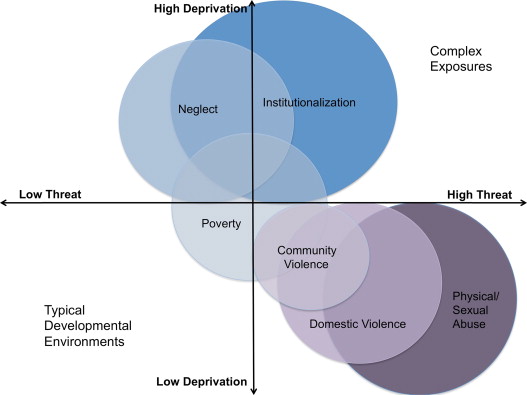 High Deprivation
Complex
Exposures
Neglect
Institutionalization
Low Threat
High Threat
Poverty
Community
Violence
Typical
Developmental
Environments
Domestic Violence
Physical/
Sexual
Abuse
Low Deprivation